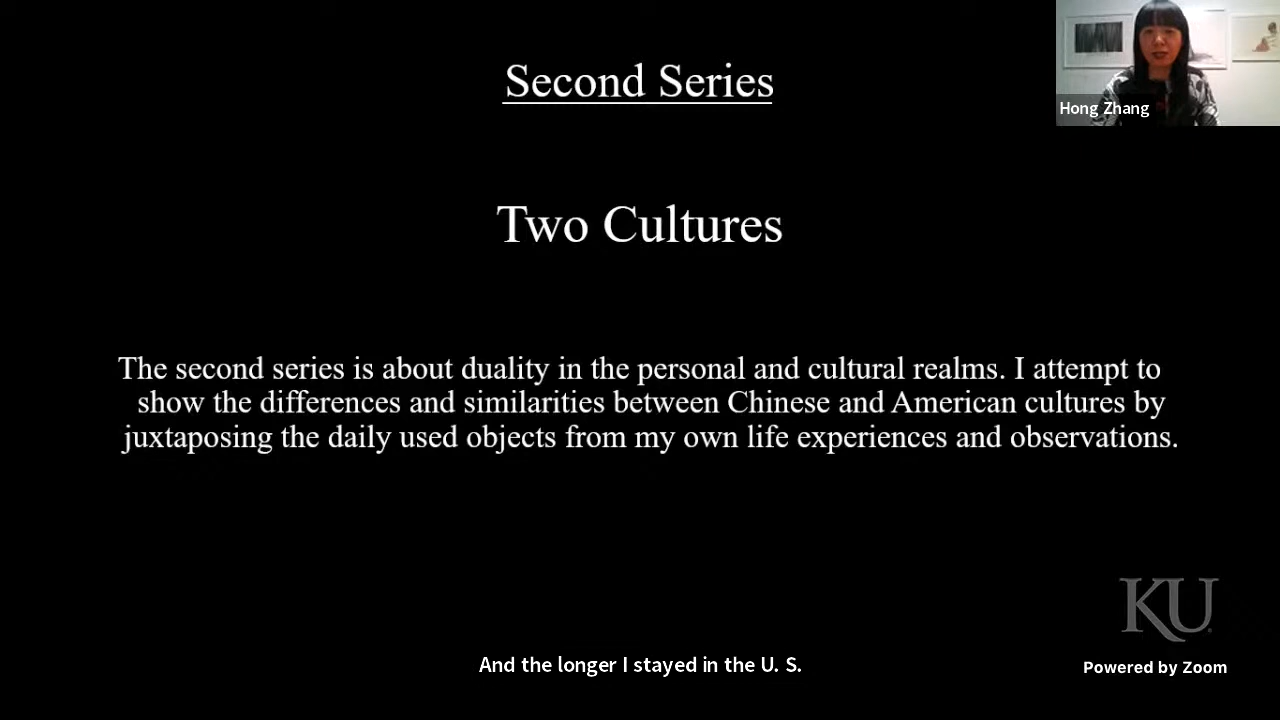 Second Series
Hong Zhang
Two Cultures
The second series is about duality in the personal and cultural realms. I attempt to
show the differences and similarities between Chinese and American cultures by
juxtaposing the daily used objects from my own life experiences and observations.
KU
And the longer I stayed in the U. S.
Powered by Zoom